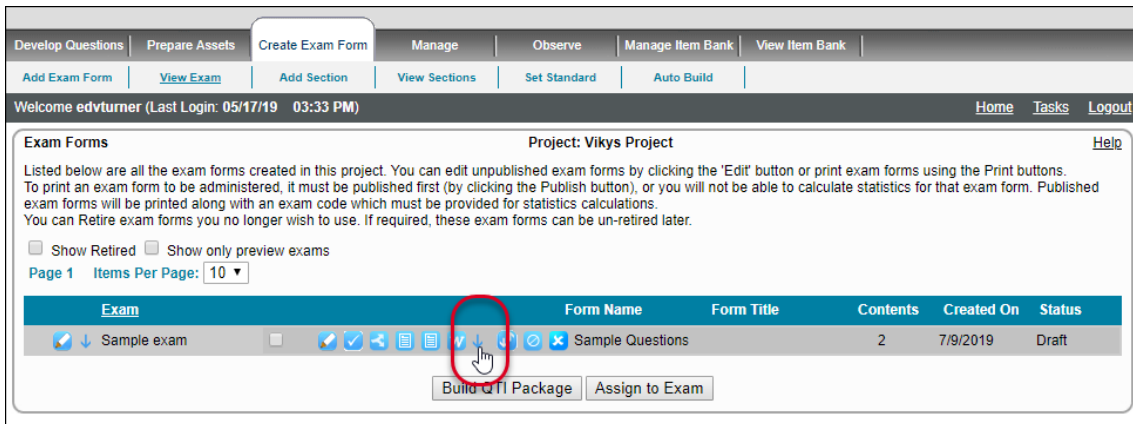 Develop Questions Prepare Assets Create Exam Form Manage Observe Manage Item Bank View Item Bank
Add Exam Form View Exam Add Section View Sections Set Standard Auto Build
Welcome edvturner (Last Login: 05/17/19 03:33 PM) Home Tasks Logout
Exam Forms Project: Vikys Project Help
Listed below are all the exam forms created in this project. You can edit unpublished exam forms by clicking the 'Edit' button or print exam forms using the Print buttons.
To print an exam form to be administered, it must be published first (by clicking the Publish button), or you will not be able to calculate statistics for that exam form. Published
exam forms will be printed along with an exam code which must be provided for statistics calculations.
You can Retire exam forms you no longer wish to use. If required, these exam forms can be un-retired later.
Show Retired Show only preview exams
Page 1 Items Per Page: 10
Exam Form Name Form Title Contents Created On Status
Sample exam W Sample Questions 2 7/9/2019 Draft
Build QTI Package Assign to Exam